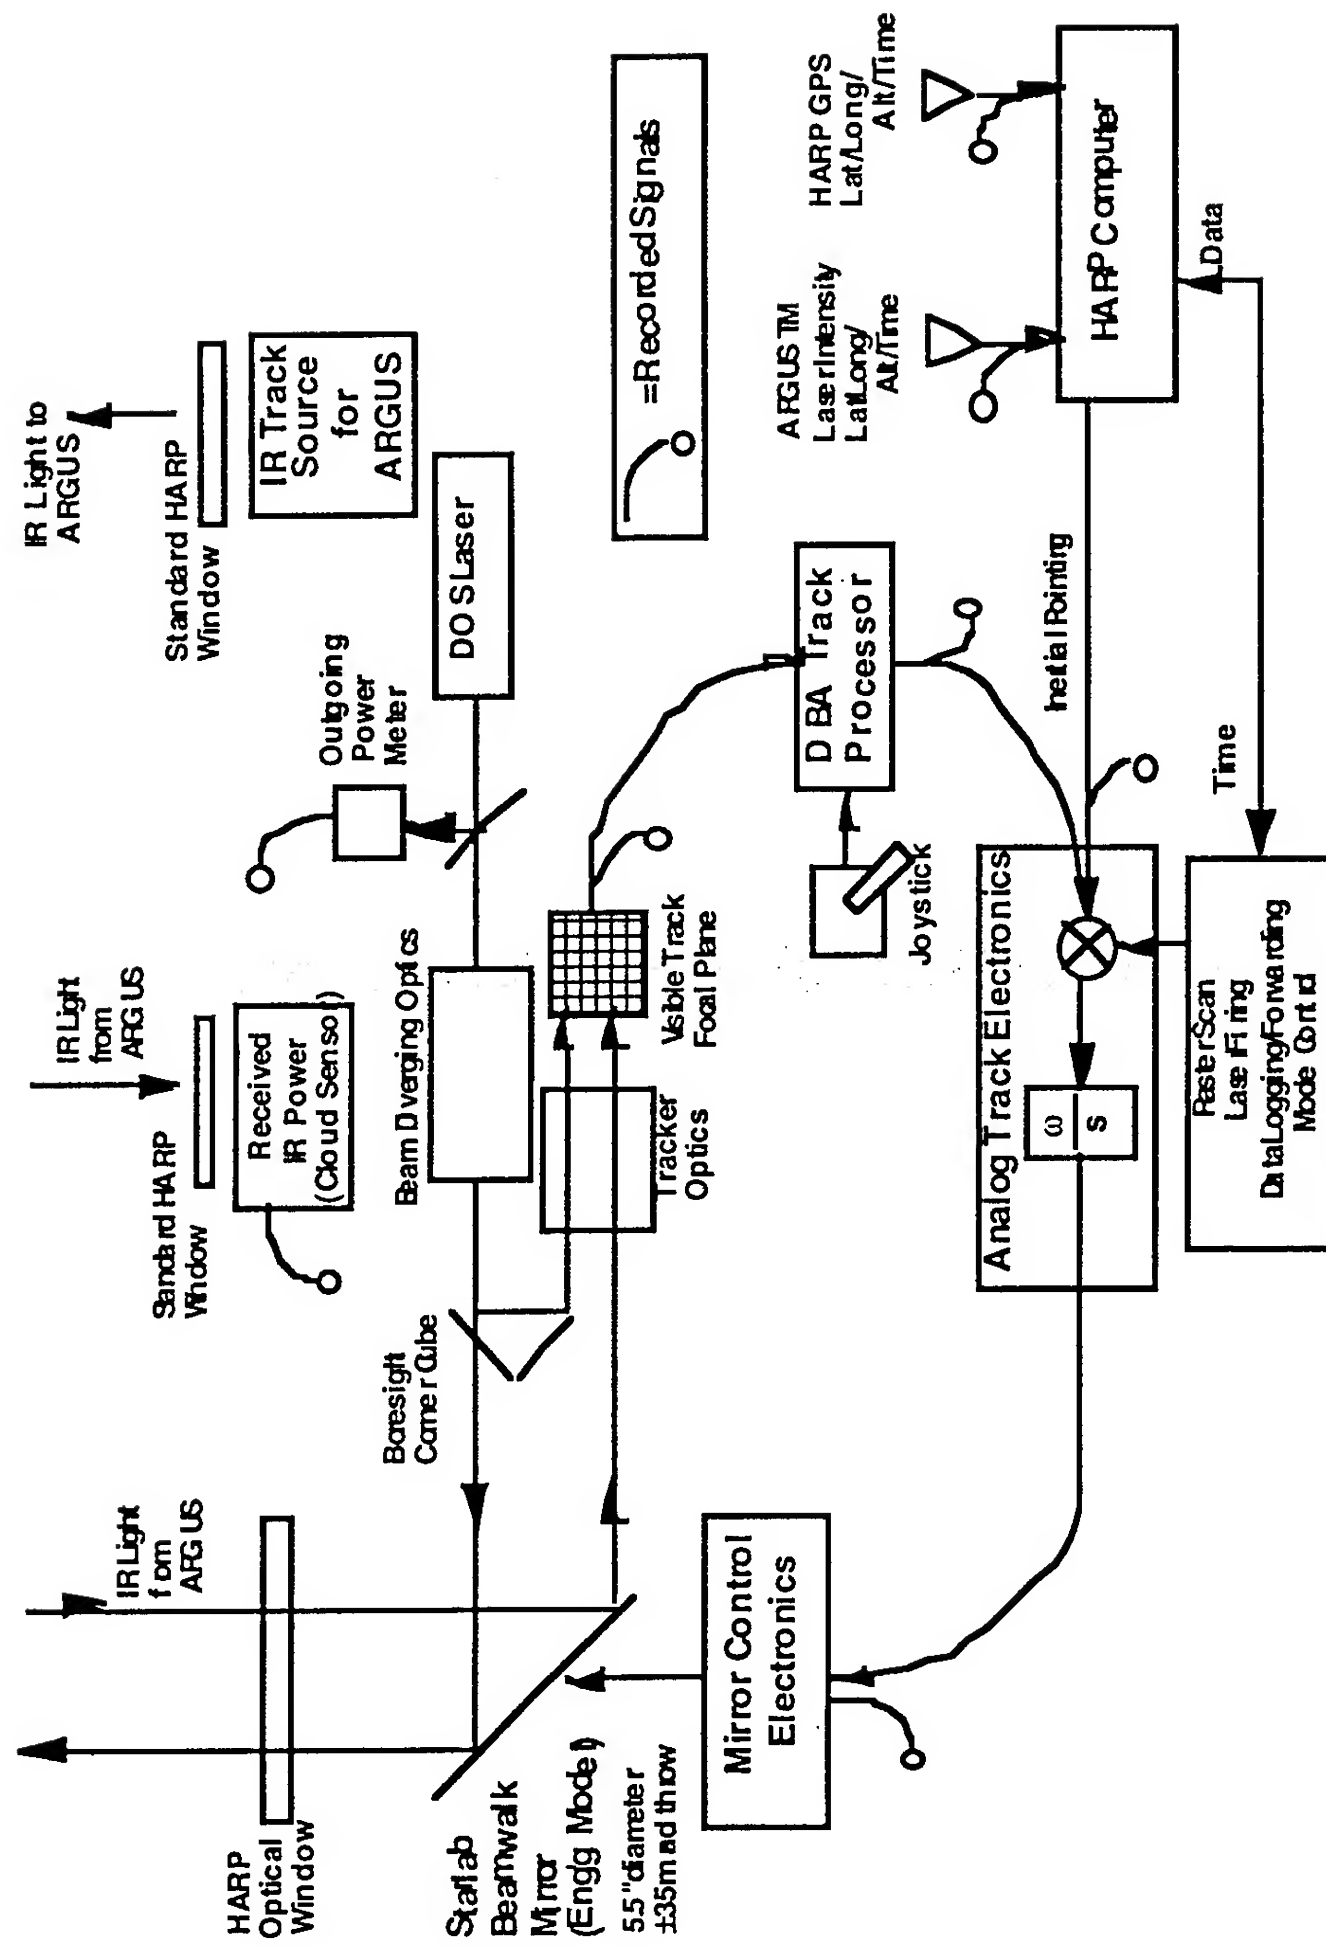 IR Light to
ARGUS
Standard HARP
Window
IR Track
Source
for
ARGUS
=Recorded Signals
HARP GPS
Lat/Long/
Alt/Time
ARGUS TM
Laser Intensity
Lat/Long/
Alt/Time
HARP Computer
Data
Time
Outgoing
Power
Meter
DOS Laser
DBA Track
Processor
Joystick
Inertial Pointing
IR Light
from
ARGUS
Standard HARP
Window
Received
IR Power
(Cloud Sensor)
Beam Diverging Optics
Visible Track
Focal Plane
Tracker
Optics
Analog Track Electronics
ω
s
Raster Scan
Laser Firing
Data Logging/Forwarding
Mode Control
Boresight
Corner Cube
IR Light
from
ARGUS
HARP
Optical
Window
Starlab
Beamwalk
Mirror
(Engg Model)
5.5" diameter
±35 mrad throw
Mirror Control
Electronics